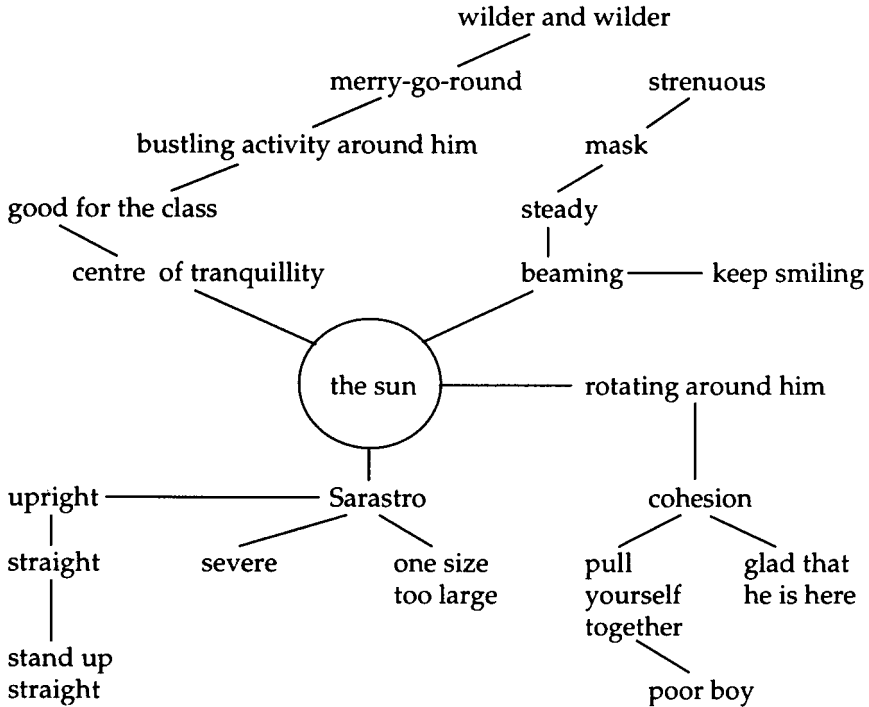 wilder and wilder
merry-go-round
strenuous
bustling activity around him
mask
good for the class
steady
centre of tranquillity
beaming
keep smiling
the sun
rotating around him
upright
Sarastro
cohesion
straight
severe
one size
too large
pull
yourself
together
glad that
he is here
stand up
straight
poor boy